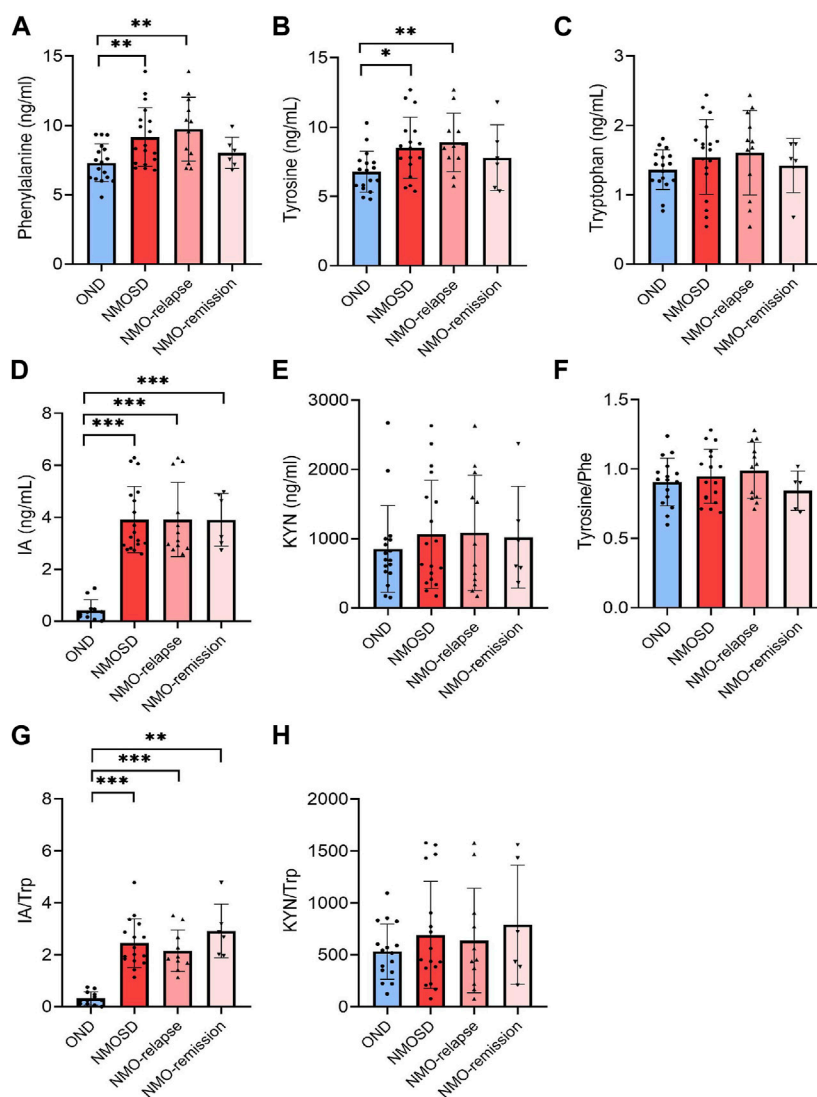 A
**
**
Phenylalanine (ng/ml)
15
10
5
0
OND
NMOSD
NMO-relapse
NMO-remission
B
**
*
Tyrosine (ng/mL)
15
10
5
0
OND
NMOSD
NMO-relapse
NMO-remission
C
Tryptophan (ng/mL)
3
2
1
0
OND
NMOSD
NMO-relapse
NMO-remission
D
***
***
***
IA (ng/mL)
8
6
4
2
0
OND
NMOSD
NMO-relapse
NMO-remission
E
KYN (ng/ml)
3000
2000
1000
0
OND
NMOSD
NMO-relapse
NMO-remission
F
Tyrosine/Phe
1.5
1.0
0.5
0.0
OND
NMOSD
NMO-relapse
NMO-remission
G
**
***
***
IA/Trp
8
6
4
2
0
OND
NMOSD
NMO-relapse
NMO-remission
H
KYN/Trp
2000
1500
1000
500
0
OND
NMOSD
NMO-relapse
NMO-remission